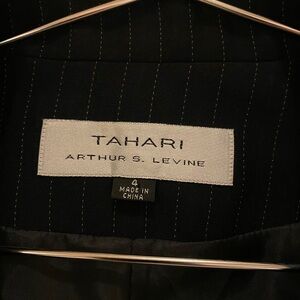 TAHARI
ARTHUR S. LEVINE
4
MADE IN
CHINA